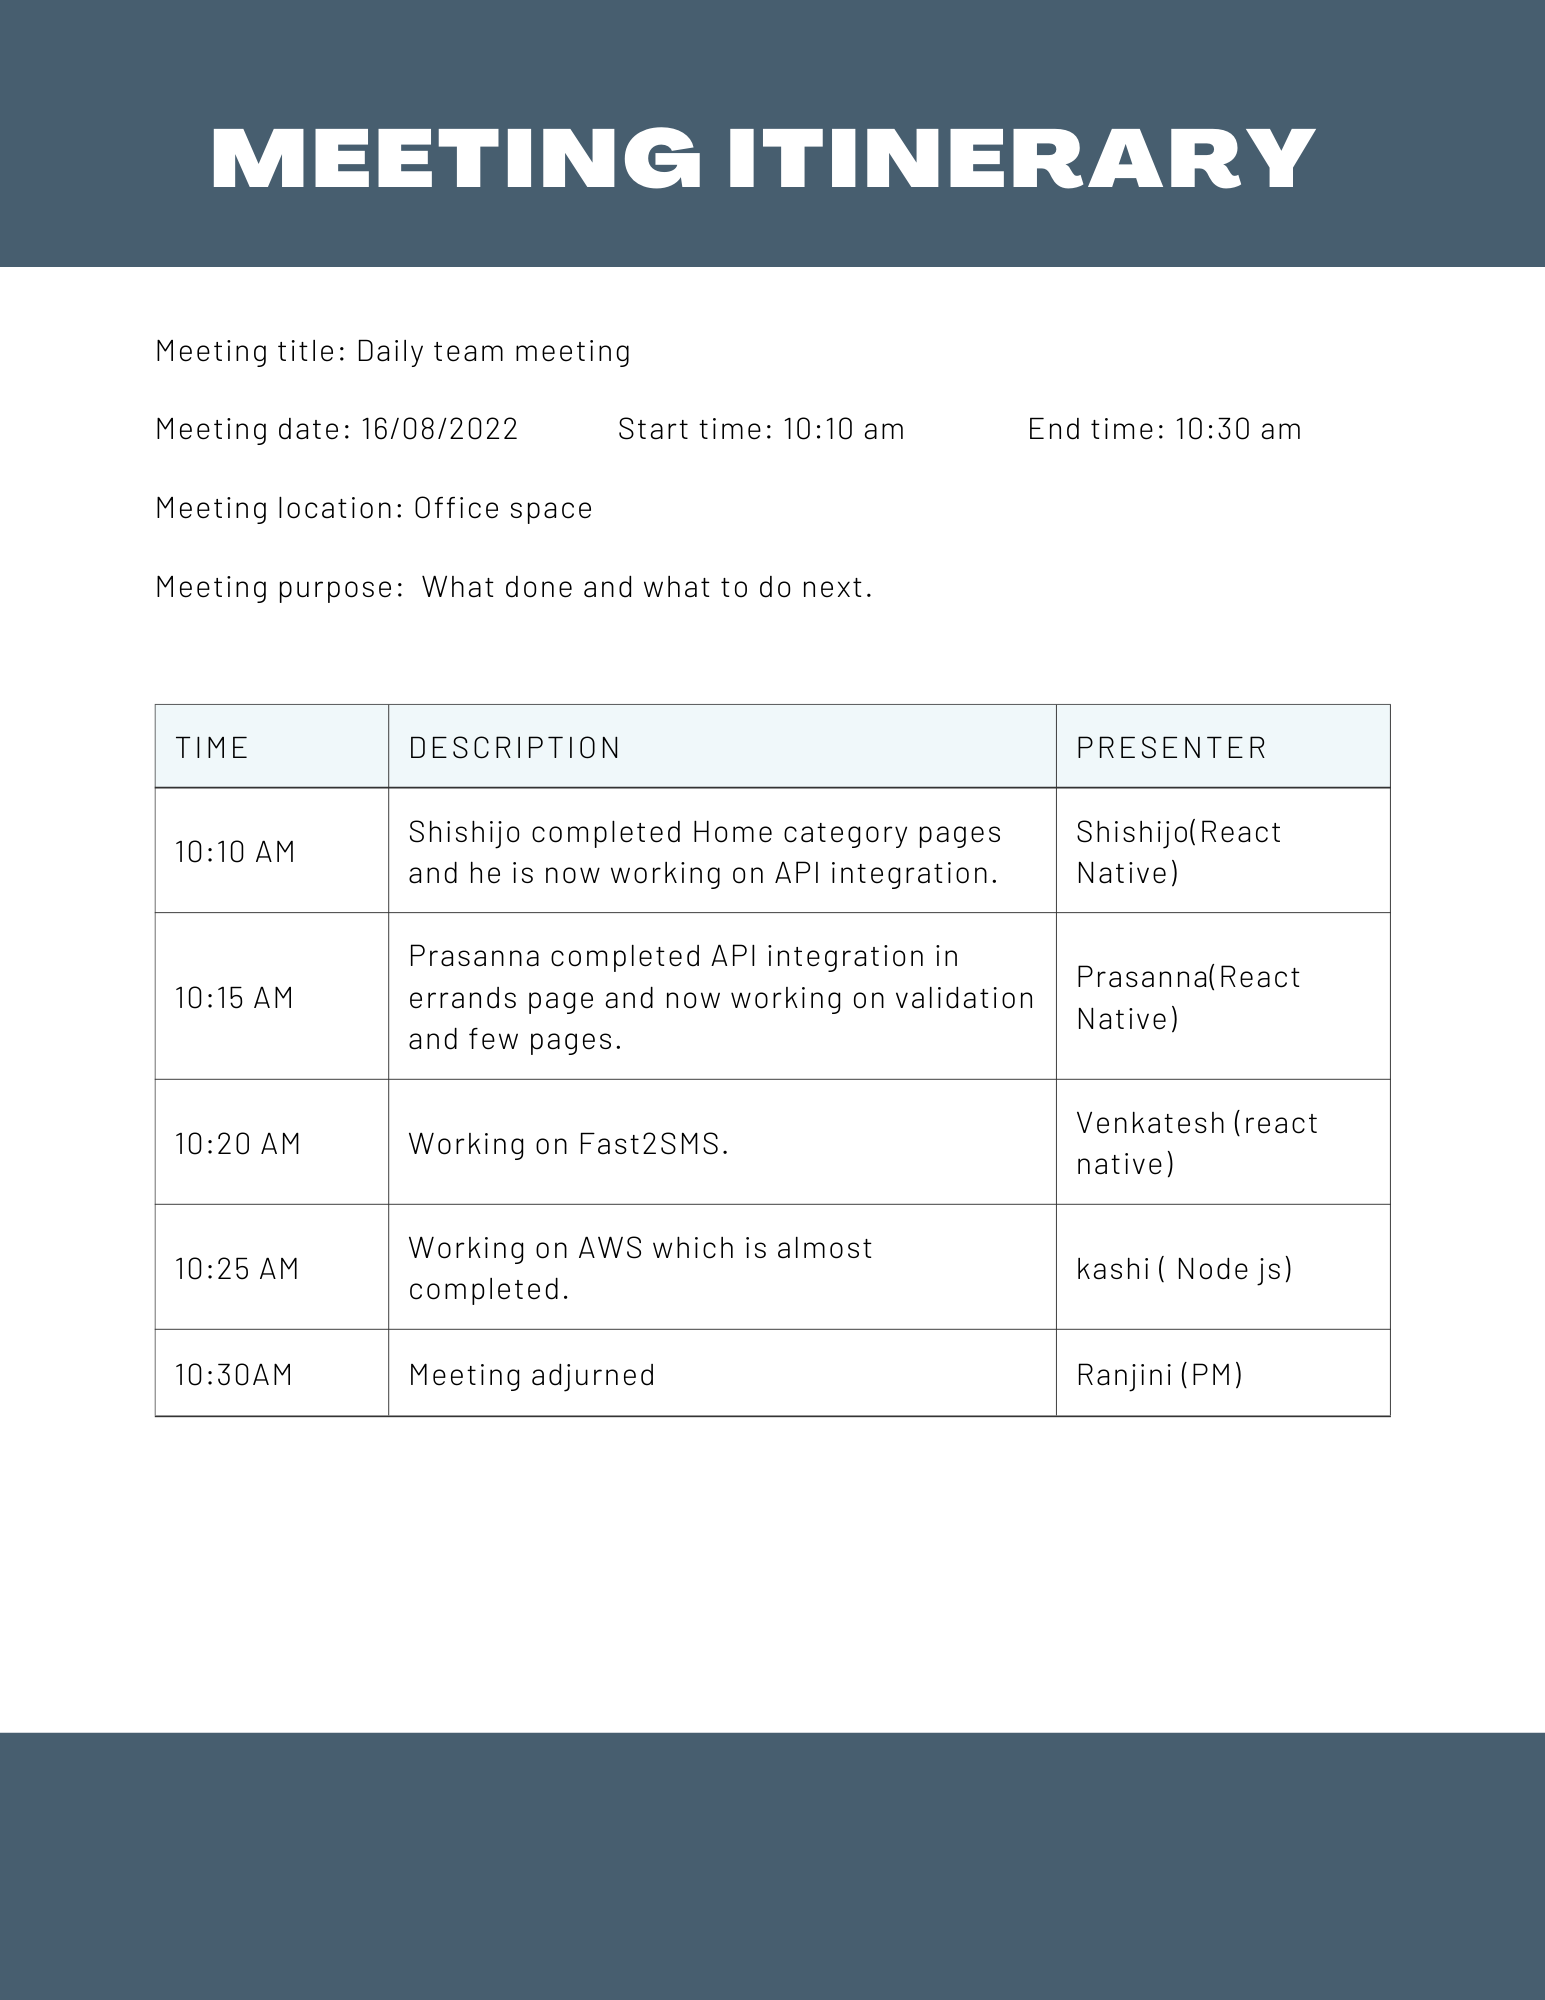 MEETING ITINERARY
Meeting title: Daily team meeting
Meeting date: 16/08/2022 Start time: 10:10 am End time: 10:30 am
Meeting location: Office space
Meeting purpose:  What done and what to do next.
TIME DESCRIPTION PRESENTER
10:10 AM
Shishijo completed Home category pages
and he is now working on API integration.
Shishijo(React
Native)
10:15 AM
Prasanna completed API integration in
errands page and now working on validation
and few pages.
Prasanna(React
Native)
10:20 AM
Working on Fast2SMS.
Venkatesh (react
native)
10:25 AM
Working on AWS which is almost
completed.
kashi ( Node js)
10:30AM
Meeting adjurned
Ranjini (PM)